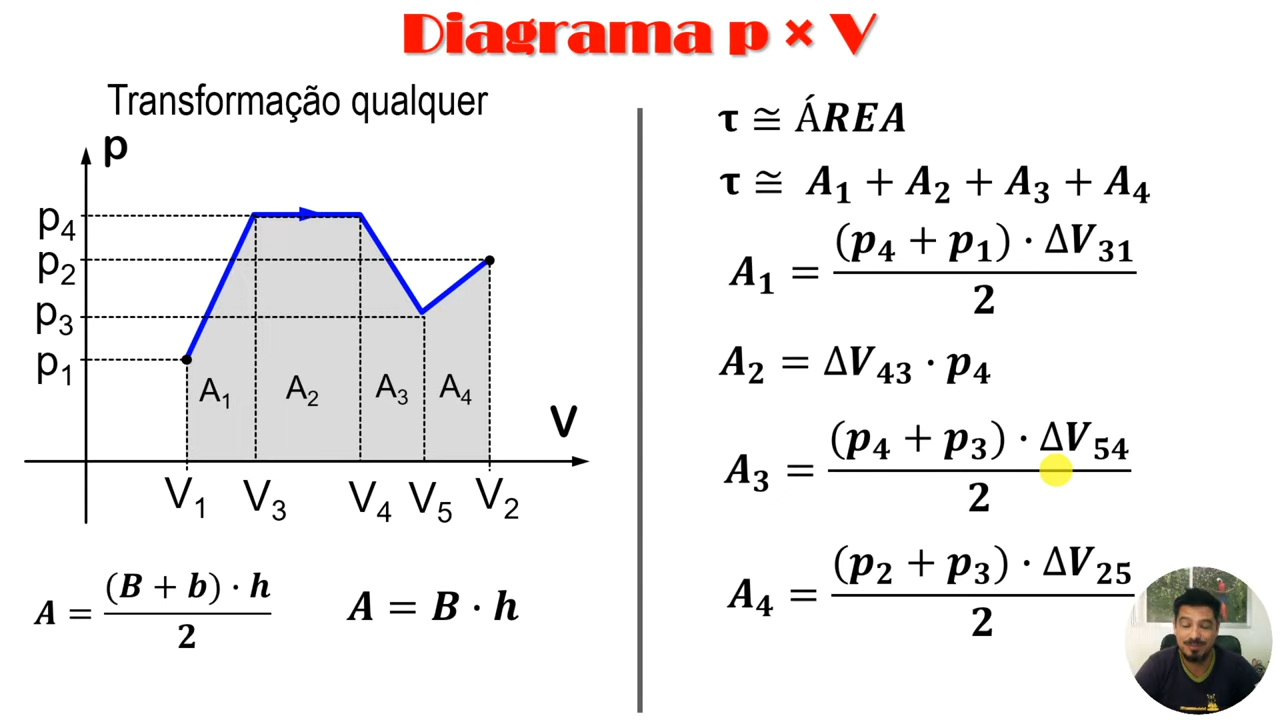 Diagrama p × V
Transformação qualquer
p
p₄
p₂
p₃
p₁
A₁
A₂
A₃
A₄
V
V₁
V₃
V₄
V₅
V₂
A = (B + b) · h / 2
A = B · h
τ ≅ ÁREA
τ ≅ A₁ + A₂ + A₃ + A₄
A₁ = (p₄ + p₁) · ΔV₃₁ / 2
A₂ = ΔV₄₃ · p₄
A₃ = (p₄ + p₃) · ΔV₅₄ / 2
A₄ = (p₂ + p₃) · ΔV₂₅ / 2